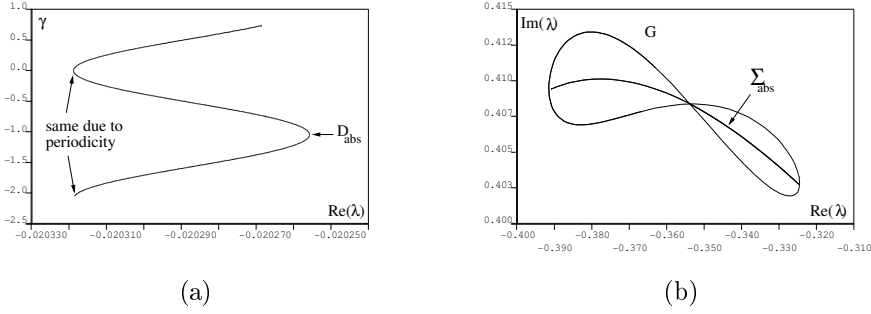 γ
1.0
0.5
0.0
−0.5
−1.0
−1.5
−2.0
−2.5
same due to
periodicity
D_abs
Re(λ)
−0.020330 −0.020310 −0.020290 −0.020270 −0.020250
(a)
Im(λ)
0.415
0.410
0.407
0.405
0.403
0.400
G
Σ_abs
Re(λ)
−0.400 −0.380 −0.360 −0.340 −0.320
−0.390 −0.370 −0.350 −0.330 −0.310
(b)